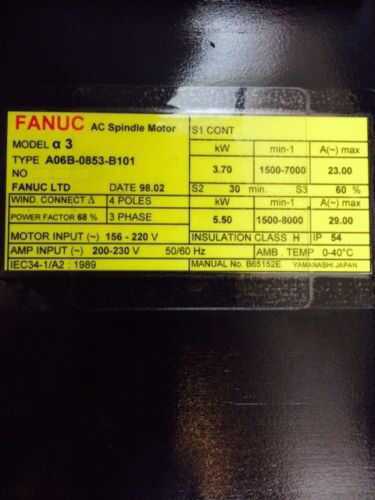 FANUC AC Spindle Motor
MODEL α 3
TYPE A06B-0853-B101
NO
FANUC LTD DATE 98.02
WIND. CONNECT Δ 4 POLES
POWER FACTOR 68 % 3 PHASE
MOTOR INPUT (~) 156 - 220 V
AMP INPUT (~) 200-230 V 50/60 Hz
IEC34-1/A2 : 1989
S1 CONT
kW min-1 A(~) max
3.70 1500-7000 23.00
S2 30 min. S3 60 %
kW min-1 A(~) max
5.50 1500-8000 29.00
INSULATION CLASS H IP 54
AMB . TEMP 0-40°C
MANUAL No. B65152E YAMANASHI JAPAN